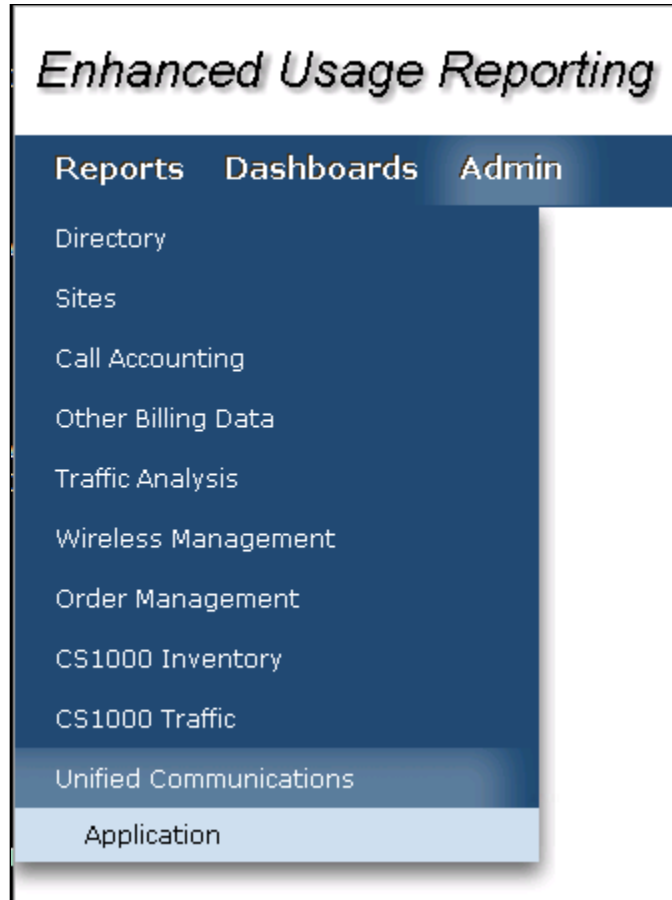 Enhanced Usage Reporting
Reports Dashboards Admin
Directory
Sites
Call Accounting
Other Billing Data
Traffic Analysis
Wireless Management
Order Management
CS1000 Inventory
CS1000 Traffic
Unified Communications
Application